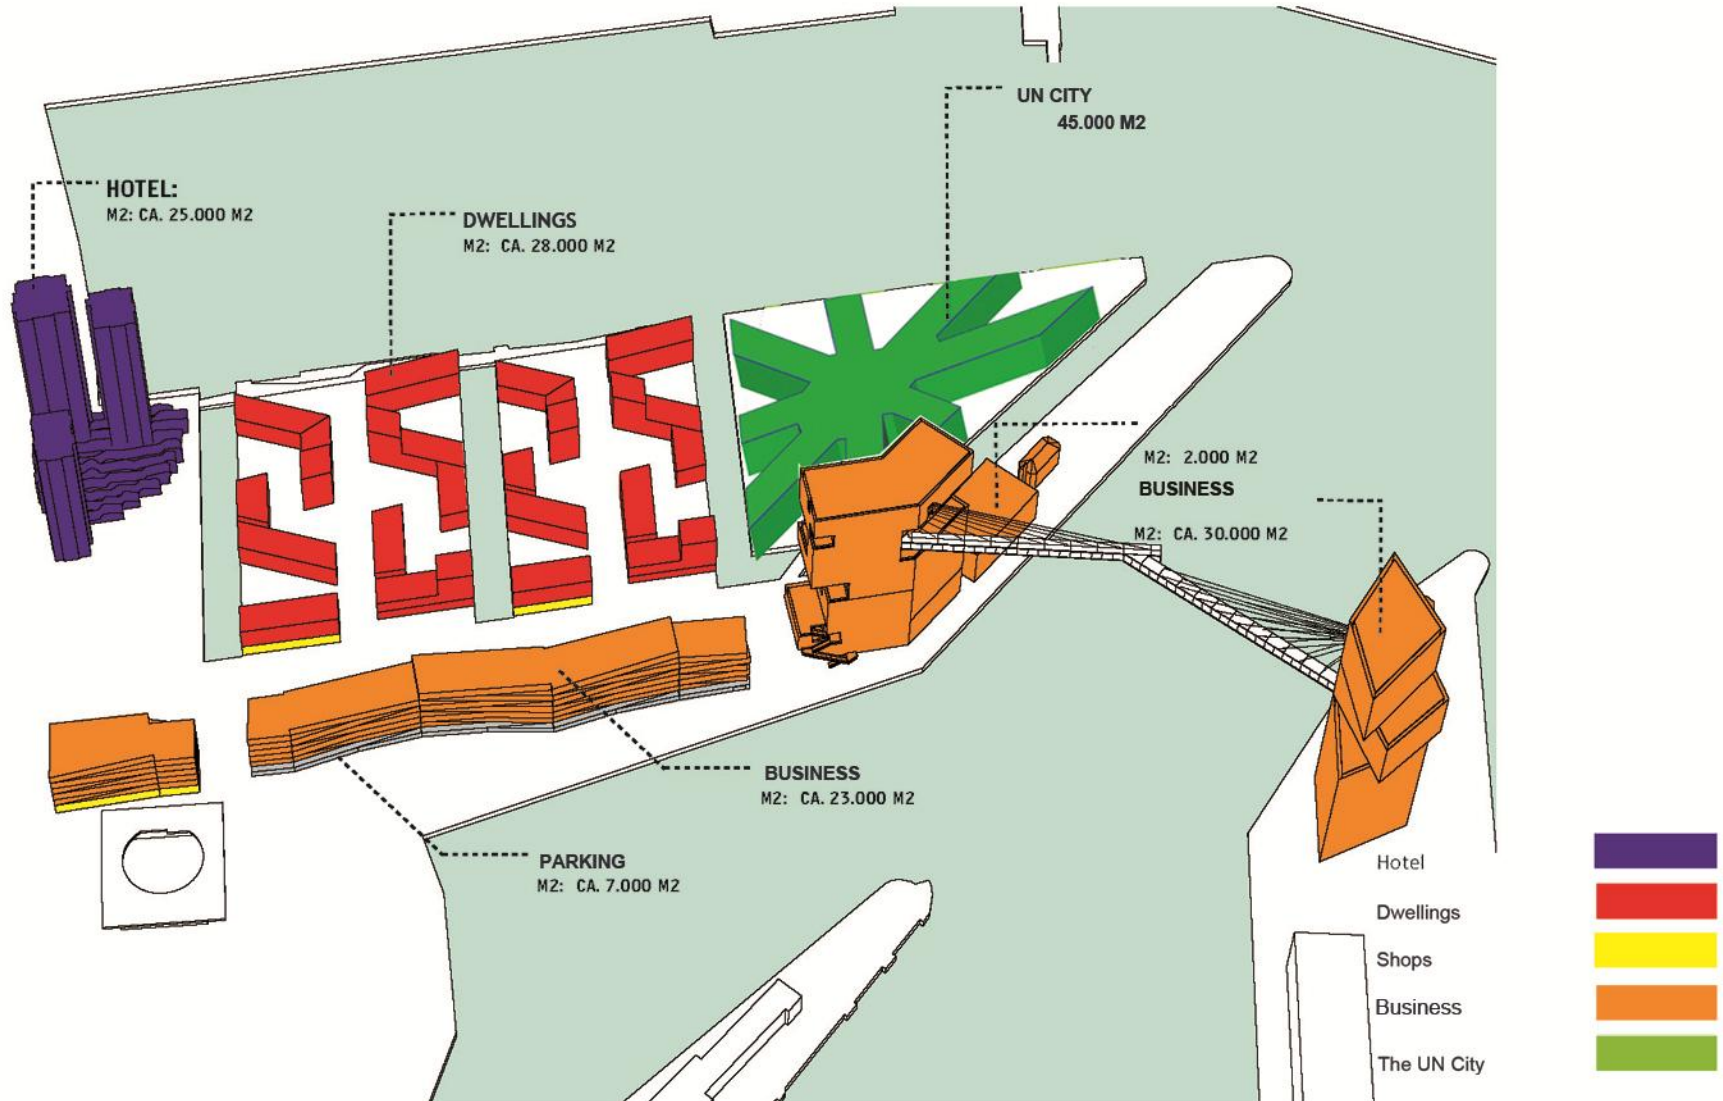 UN CITY
45.000 M2
HOTEL:
M2: CA. 25.000 M2
DWELLINGS
M2: CA. 28.000 M2
M2: 2.000 M2
BUSINESS
M2: CA. 30.000 M2
BUSINESS
M2: CA. 23.000 M2
PARKING
M2: CA. 7.000 M2
Hotel
Dwellings
Shops
Business
The UN City